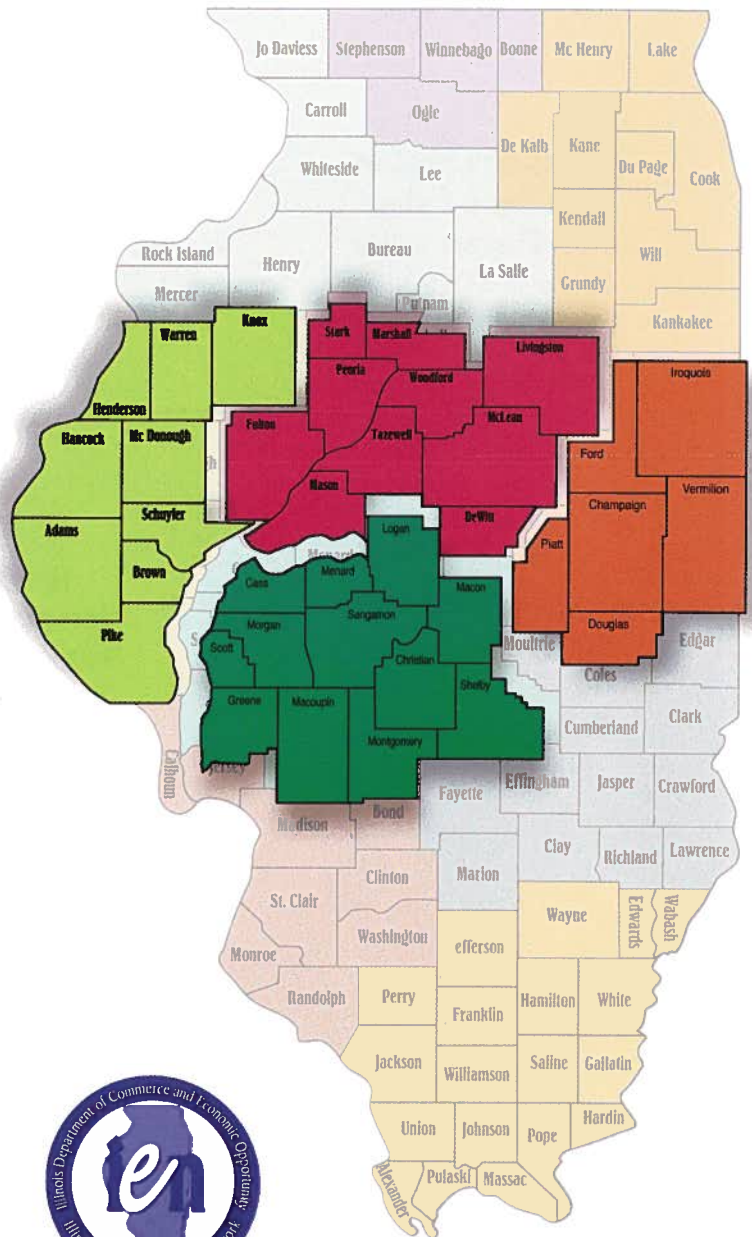 Jo Daviess
Stephenson
Winnebago
Boone
Mc Henry
Lake
Carroll
Ogle
De Kalb
Kane
Du Page
Cook
Whiteside
Lee
Kendall
Will
Rock Island
Henry
Bureau
La Salle
Grundy
Mercer
Putnam
Kankakee
Warren
Knox
Stark
Marshall
Livingston
Henderson
Peoria
Woodford
Iroquois
Hancock
Mc Donough
Fulton
Tazewell
McLean
Ford
Mason
Vermilion
Adams
Schuyler
DeWitt
Champaign
Brown
Logan
Piatt
Cass
Menard
Menard
Macon
Pike
Morgan
Sangamon
Douglas
Scott
Christian
Moultrie
Edgar
Greene
Macoupin
Shelby
Coles
Montgomery
Cumberland
Clark
Calhoun
Jersey
Fayette
Effingham
Jasper
Crawford
Madison
Bond
Clay
Richland
Lawrence
Clinton
Marion
St. Clair
Wayne
Edwards
Wabash
Washington
efferson
Monroe
Randolph
Perry
Franklin
Hamilton
White
Jackson
Williamson
Saline
Gallatin
Union
Johnson
Pope
Hardin
Alexander
Pulaski
Massac
Illinois Department of Commerce and Economic Opportunity
ien